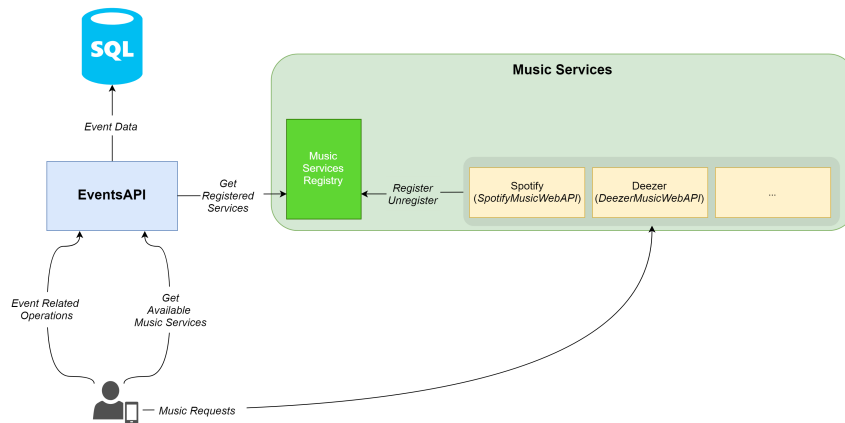 SQL
Music Services
Event Data
EventsAPI
Get
Registered
Services
Music
Services
Registry
Register
Unregister
Spotify
(SpotifyMusicWebAPI)
Deezer
(DeezerMusicWebAPI)
...
Event Related
Operations
Get
Available
Music Services
Music Requests